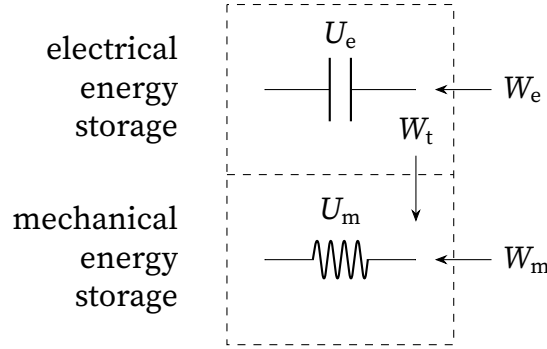 electrical
energy
storage
U_e
W_e
W_t
mechanical
energy
storage
U_m
W_m